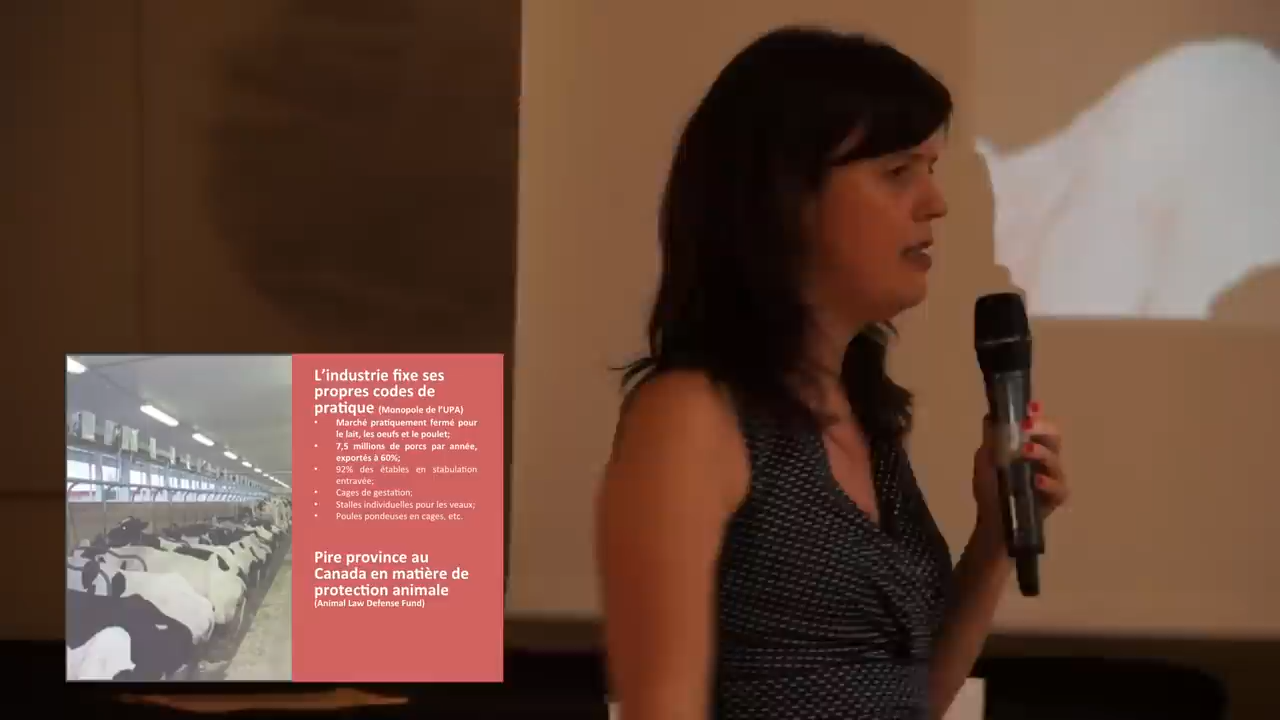 L’industrie fixe ses
propres codes de
pratique (Monopole de l’UPA)
• Marché pratiquement fermé pour
le lait, les oeufs et le poulet;
• 7,5 millions de porcs par année,
exportés à 60%;
• 92% des étables en stabulation
entravée;
• Cages de gestation;
• Stalles individuelles pour les veaux;
• Poules pondeuses en cages, etc.
Pire province au
Canada en matière de
protection animale
(Animal Law Defense Fund)